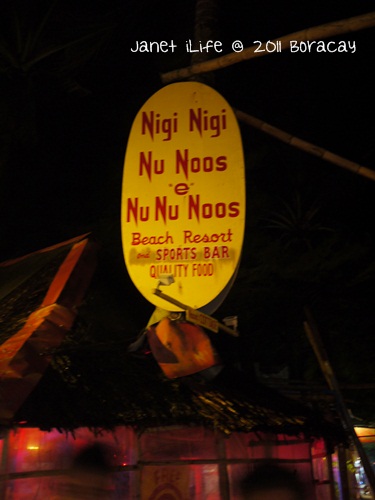 Janet iLife @ 2011 Boracay
Nigi Nigi
Nu Noos
"e"
Nu Nu Noos
Beach Resort
and SPORTS BAR
QUALITY FOOD